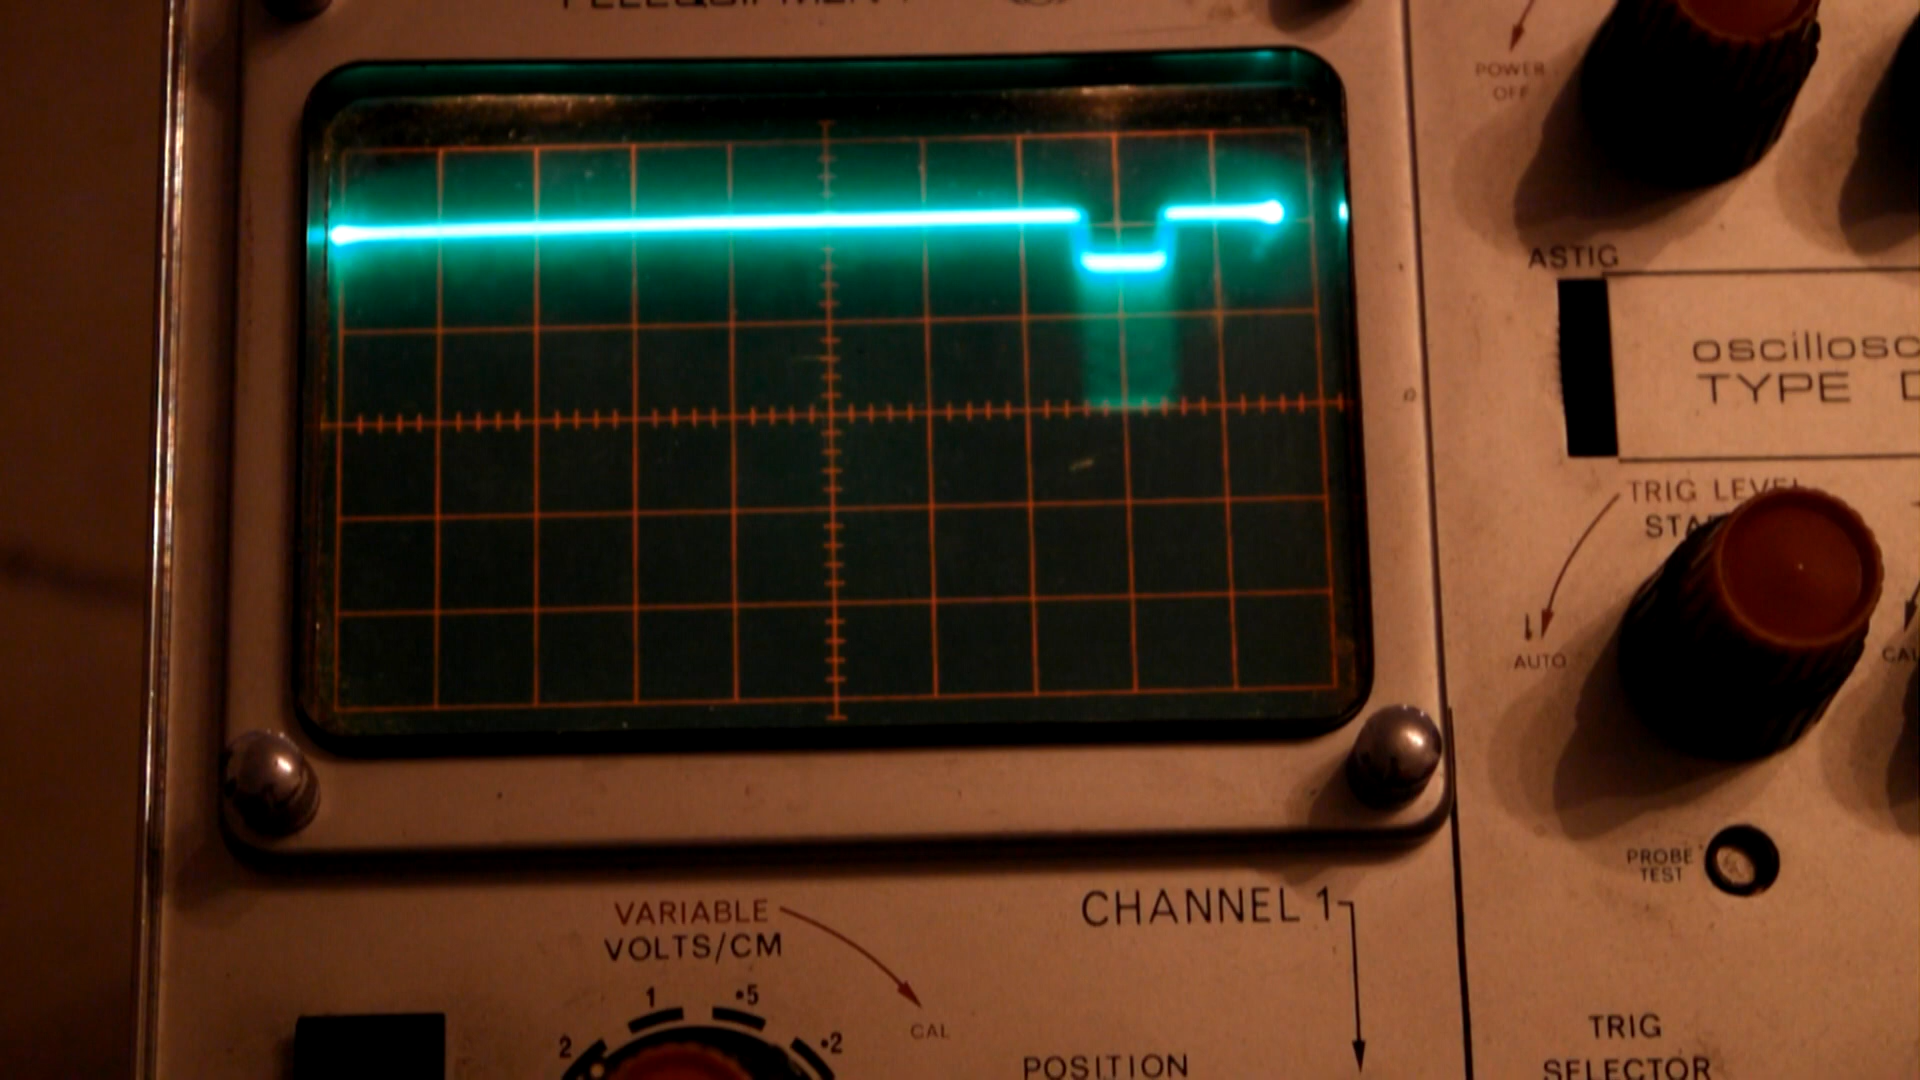 TELEQUIPMENT
POWER
OFF
ASTIG
oscillosc
TYPE D
TRIG LEVEL
AUTO
PROBE
TEST
VARIABLE
VOLTS/CM
CHANNEL 1
1
·5
2
·2
CAL
POSITION
TRIG
SELECTOR